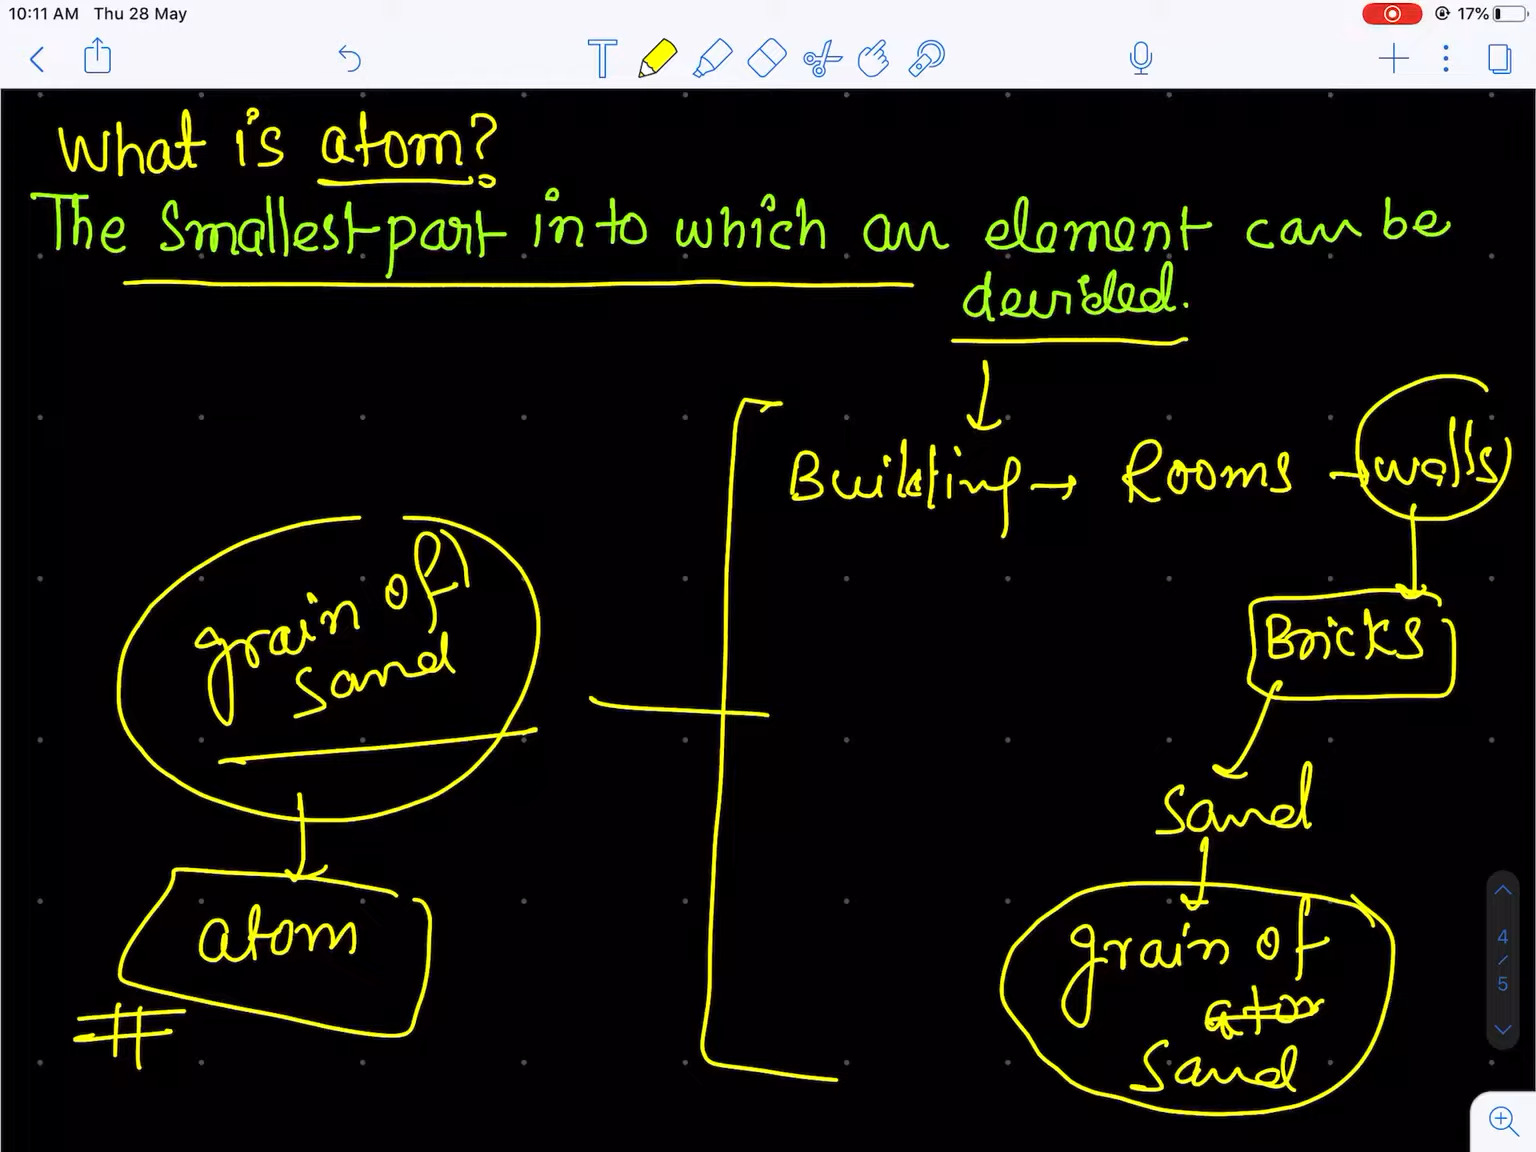 10:11 AM Thu 28 May
17%
What is atom?
The smallest part into which an element can be
devided.
Building → Rooms → walls
Bricks
grain of
sand
Sand
atom
grain of
Sand
4
/
5